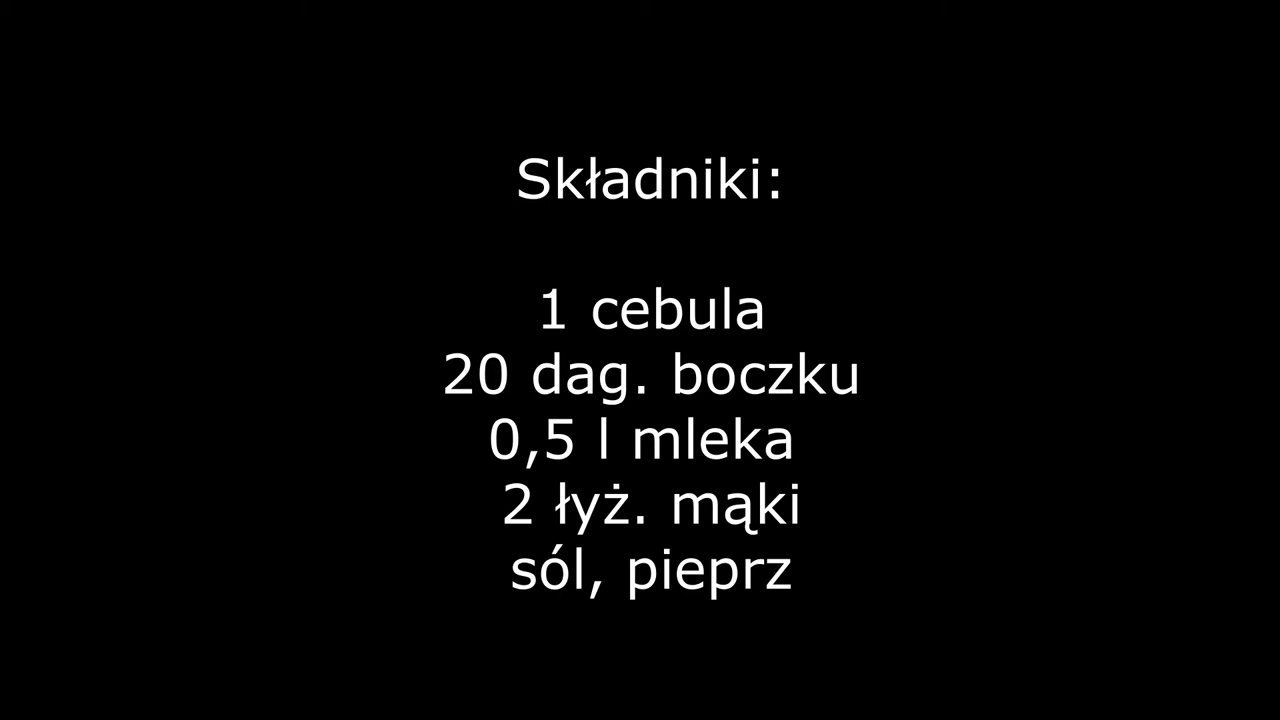 Składniki:
1 cebula
20 dag. boczku
0,5 l mleka
2 łyż. mąki
sól, pieprz